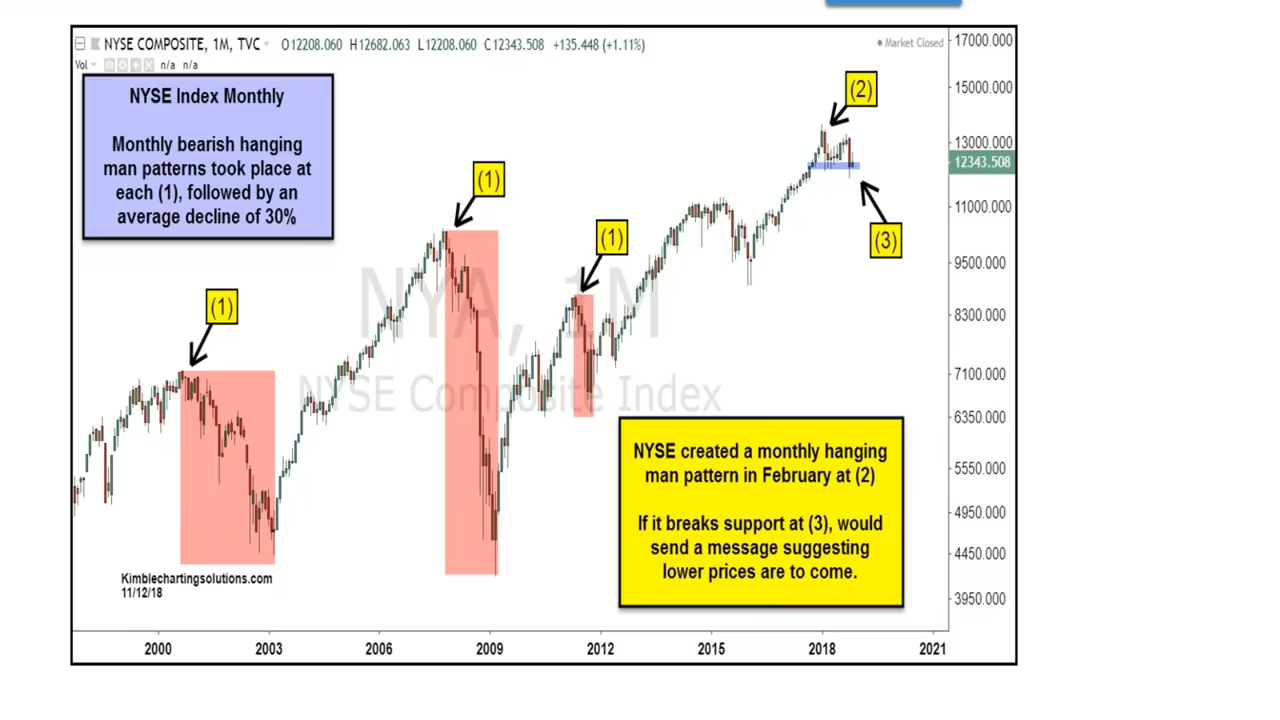 NYSE COMPOSITE, 1M, TVC O12208.060 H12682.063 L12208.060 C12343.508 +135.448 (+1.11%)
Market Closed
Vol n/a n/a
NYSE Index Monthly
Monthly bearish hanging
man patterns took place at
each (1), followed by an
average decline of 30%
(1)
(1)
(1)
(2)
(3)
NYA, 1M
NYSE Composite Index
NYSE created a monthly hanging
man pattern in February at (2)
If it breaks support at (3), would
send a message suggesting
lower prices are to come.
Kimblechartingsolutions.com
11/12/18
17000.000
15000.000
13000.000
12343.508
11000.000
9500.000
8300.000
7100.000
6350.000
5550.000
4950.000
4450.000
3950.000
2000 2003 2006 2009 2012 2015 2018 2021